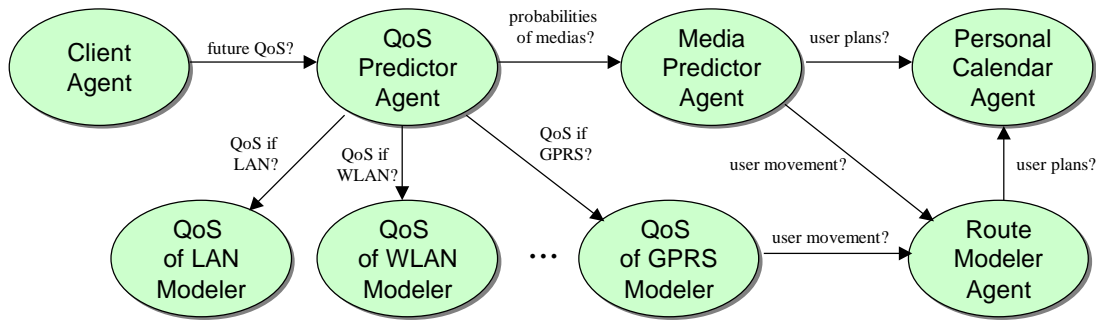 Client
Agent
future QoS?
QoS
Predictor
Agent
probabilities
of medias?
Media
Predictor
Agent
user plans?
Personal
Calendar
Agent
QoS if
LAN?
QoS if
WLAN?
QoS if
GPRS?
user movement?
user plans?
QoS
of LAN
Modeler
QoS
of WLAN
Modeler
...
QoS
of GPRS
Modeler
user movement?
Route
Modeler
Agent